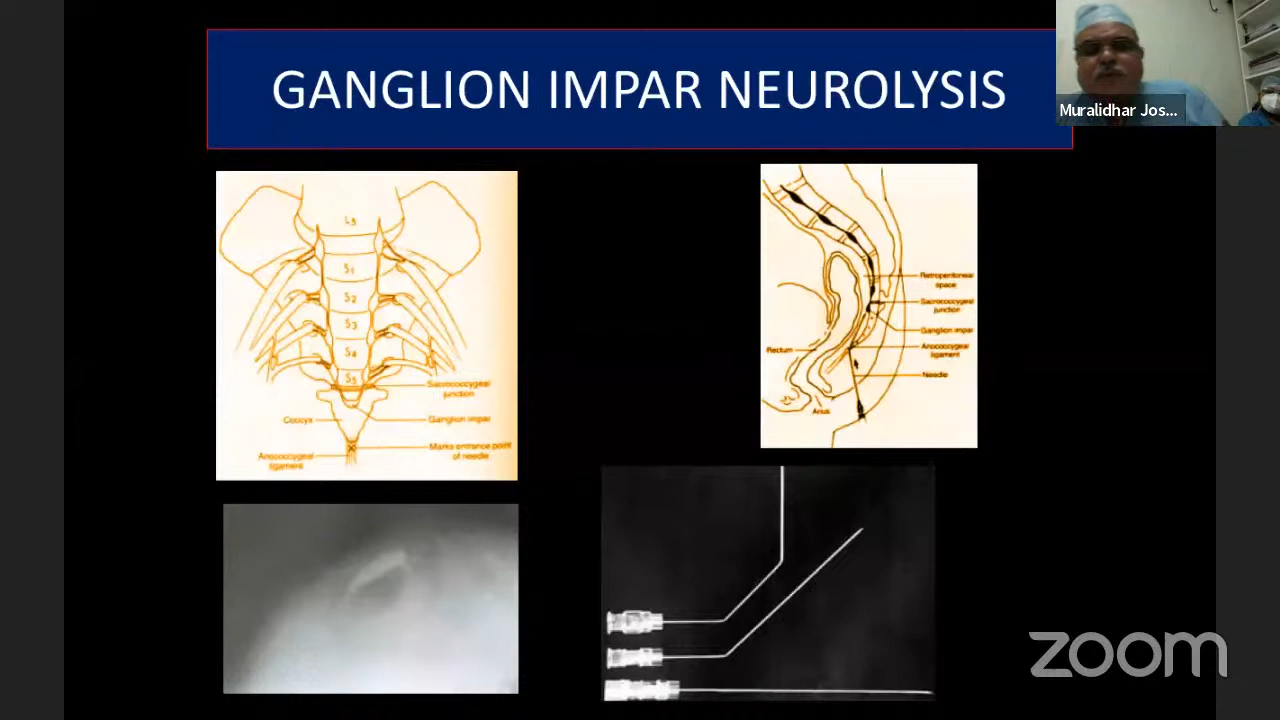 GANGLION IMPAR NEUROLYSIS
Muralidhar Jos...
S1
S2
S3
S4
S5
Sacrococcygeal
junction
Coccyx
Ganglion impar
Marks entrance point
of needle
Anococcygeal
ligament
Retroperitoneal
space
Sacrococcygeal
junction
Ganglion impar
Anococcygeal
ligament
Rectum
Needle
Anus
zoom